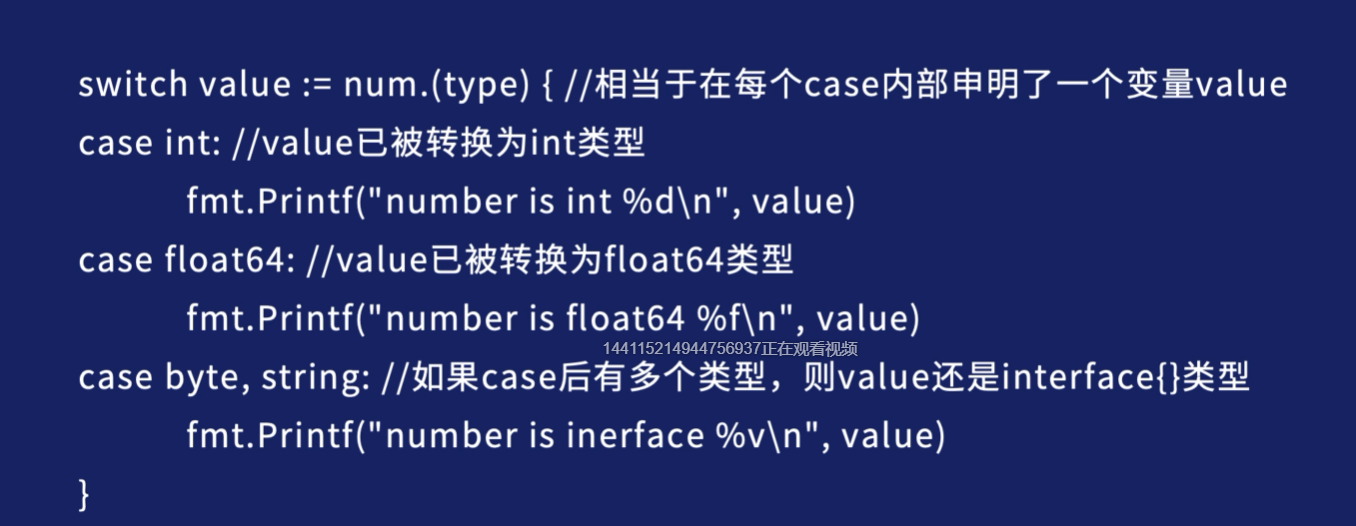 switch value := num.(type) { //相当于在每个case内部申明了一个变量value
case int: //value已被转换为int类型
fmt.Printf("number is int %d\n", value)
case float64: //value已被转换为float64类型
fmt.Printf("number is float64 %f\n", value)
144115214944756937正在观看视频
case byte, string: //如果case后有多个类型，则value还是interface{}类型
fmt.Printf("number is inerface %v\n", value)
}